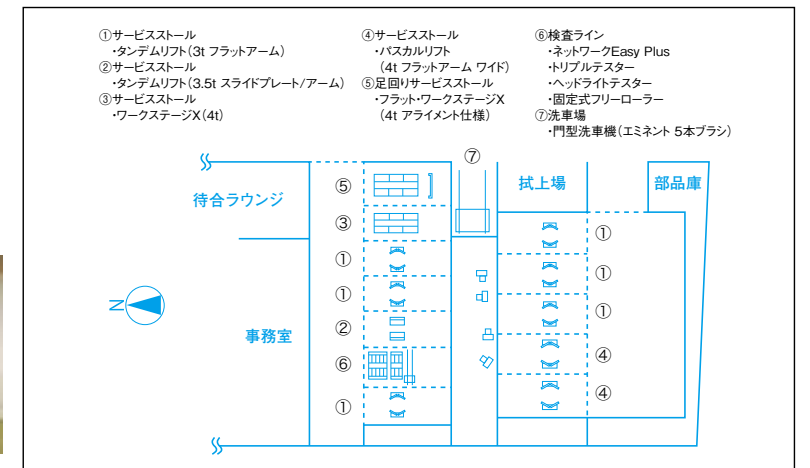 ①サービスストール
・タンデムリフト（3t フラットアーム）
②サービスストール
・タンデムリフト（3.5t スライドプレート/アーム）
③サービスストール
・ワークステージX（4t）
④サービスストール
・パスカルリフト
（4t フラットアーム ワイド）
⑤足回りサービスストール
・フラット・ワークステージX
（4t アライメント仕様）
⑥検査ライン
・ネットワークEasy Plus
・トリプルテスター
・ヘッドライトテスター
・固定式フリーローラー
⑦洗車場
・門型洗車機（エミネント 5本ブラシ）
⑦
待合ラウンジ
⑤
拭上場
部品庫
③
①
①
①
①
N
①
②
事務室
⑥
④
①
④